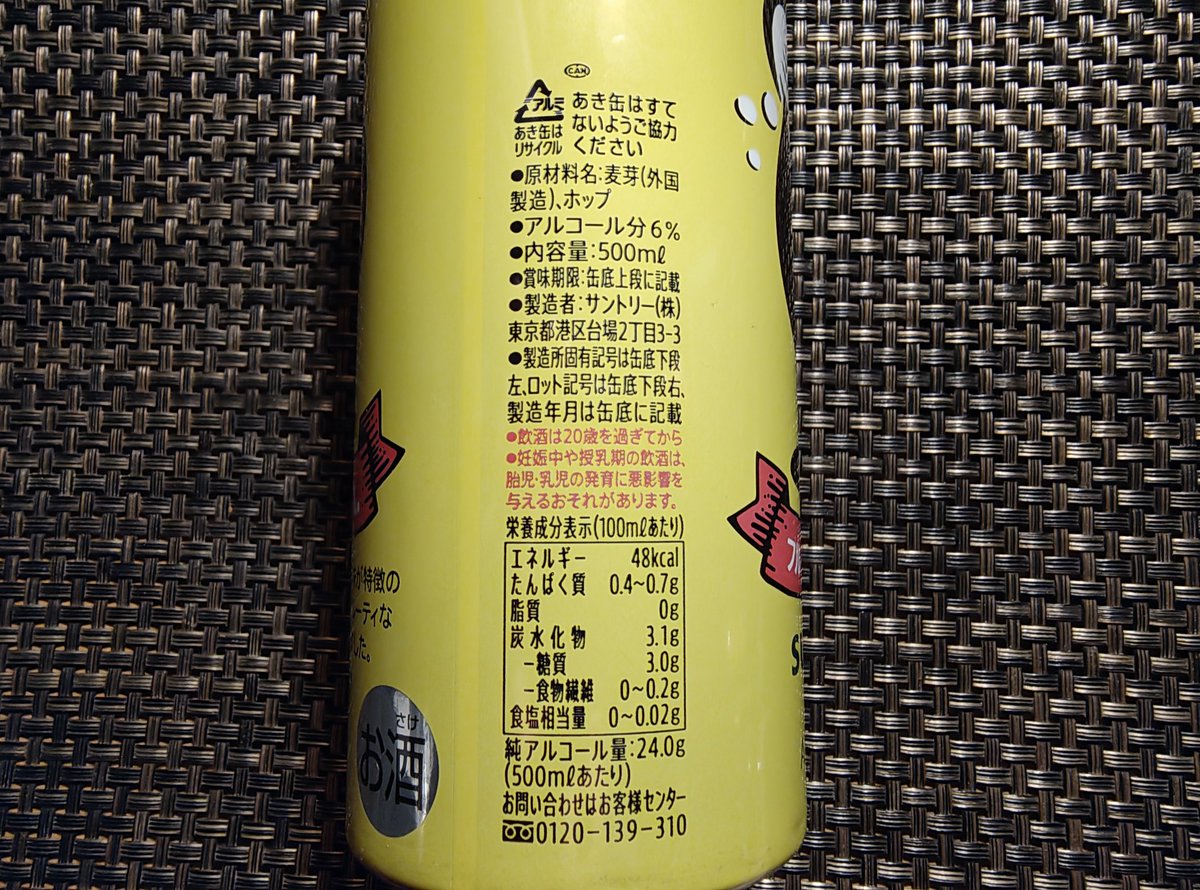 CAN
アルミ
あき缶は
リサイクル
あき缶はすて
ないようご協力
ください
●原材料名:麦芽(外国
製造)、ホップ
●アルコール分6%
●内容量:500mℓ
●賞味期限:缶底上段に記載
●製造者:サントリー(株)
東京都港区台場2丁目3-3
●製造所固有記号は缶底下段
左、ロット記号は缶底下段右、
製造年月は缶底に記載
●飲酒は20歳を過ぎてから
●妊娠中や授乳期の飲酒は、
胎児・乳児の発育に悪影響を
与えるおそれがあります。
栄養成分表示(100mℓあたり)
エネルギー 48kcal
たんぱく質 0.4~0.7g
脂質 0g
炭水化物 3.1g
-糖質 3.0g
-食物繊維 0~0.2g
食塩相当量 0~0.02g
純アルコール量:24.0g
(500mℓあたり)
お問い合わせはお客様センター
0120-139-310
が特徴の
ーティな
した。
さけ
お酒